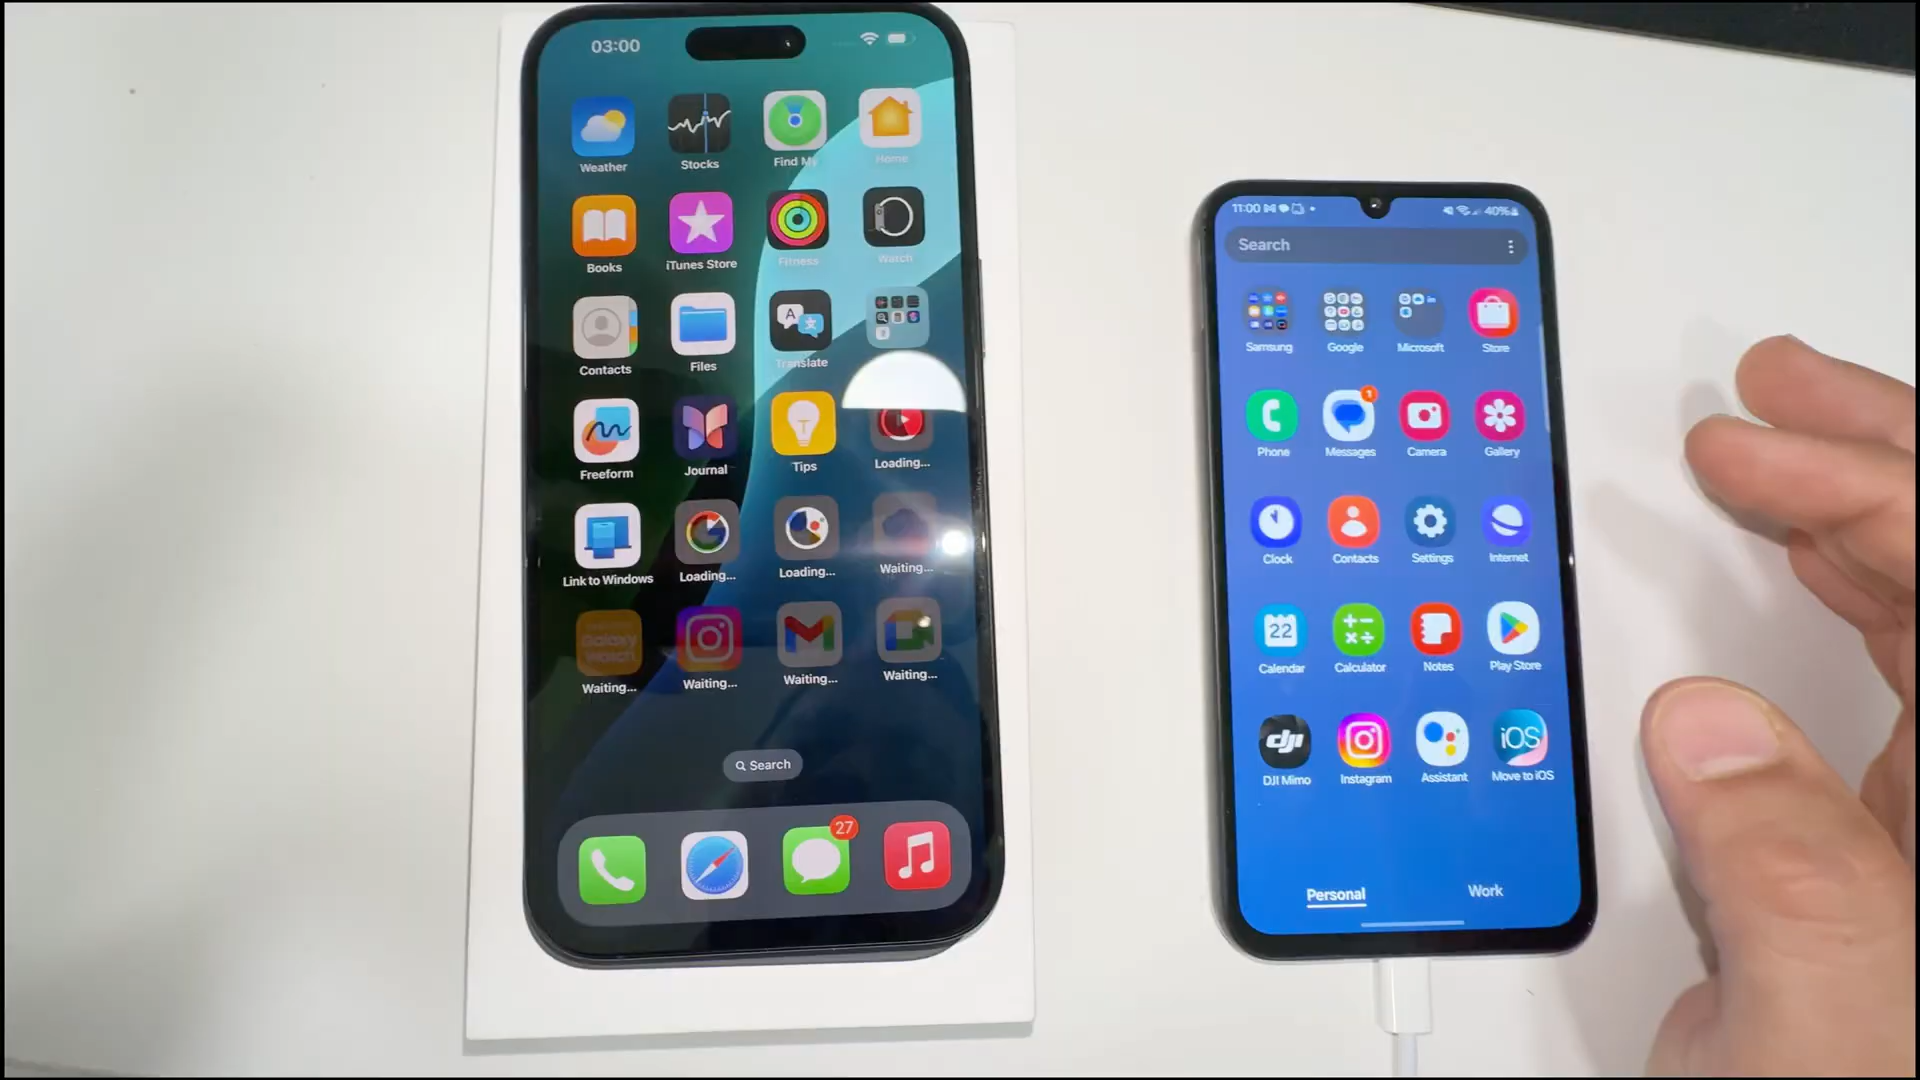 03:00
Weather
Stocks
Find My
Home
Books
iTunes Store
Fitness
Watch
Contacts
Files
Translate
Freeform
Journal
Tips
Loading...
Link to Windows
Loading...
Loading...
Waiting...
Galaxy
Waiting...
Waiting...
Waiting...
Waiting...
Search
27
11:00
40%
Search
Samsung
Google
Microsoft
Store
1
Phone
Messages
Camera
Gallery
Clock
Contacts
Settings
Internet
22
Calendar
Calculator
Notes
Play Store
dji
iOS
DJI Mimo
Instagram
Assistant
Move to iOS
Personal
Work